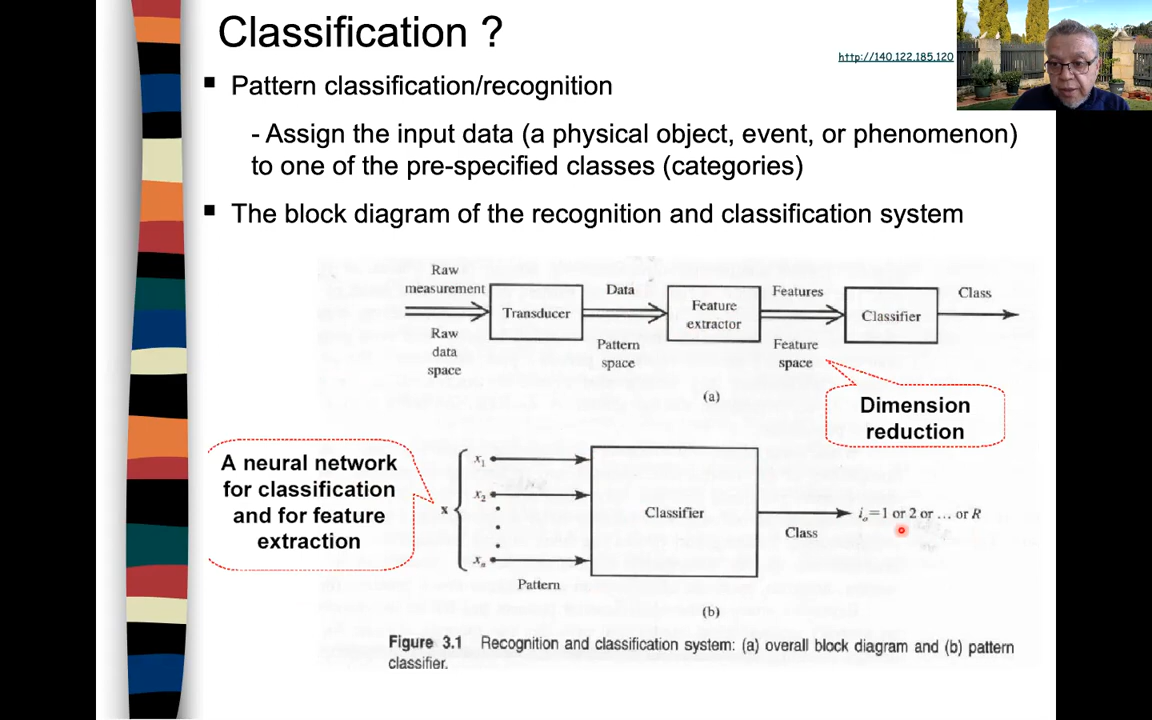 Classification ?
http://140.122.185.120
■ Pattern classification/recognition
- Assign the input data (a physical object, event, or phenomenon)
to one of the pre-specified classes (categories)
■ The block diagram of the recognition and classification system
Raw
measurement
Raw
data
space
Transducer
Data
Pattern
space
Feature
extractor
Features
Feature
space
Classifier
Class
(a)
Dimension
reduction
A neural network
for classification
and for feature
extraction
x
x₁
x₂
xₙ
Pattern
Classifier
Class
iₒ=1 or 2 or ... or R
(b)
Figure 3.1 Recognition and classification system: (a) overall block diagram and (b) pattern
classifier.